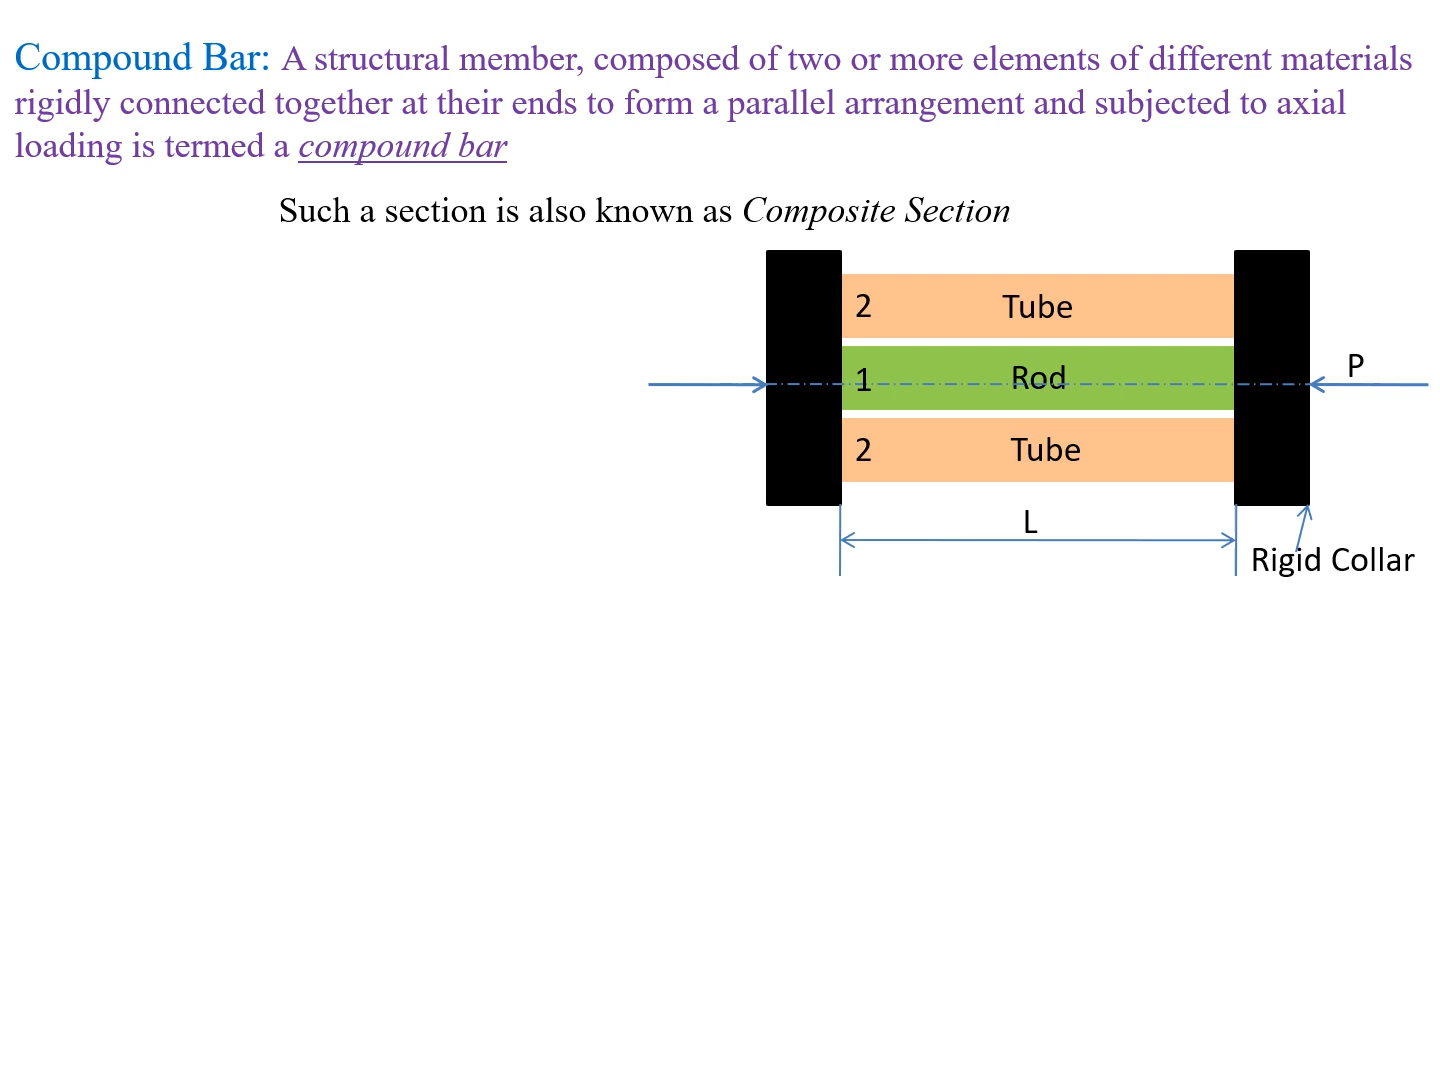 Compound Bar: A structural member, composed of two or more elements of different materials
rigidly connected together at their ends to form a parallel arrangement and subjected to axial
loading is termed a compound bar
Such a section is also known as Composite Section
2 Tube
P
1 Rod
2 Tube
L
Rigid Collar